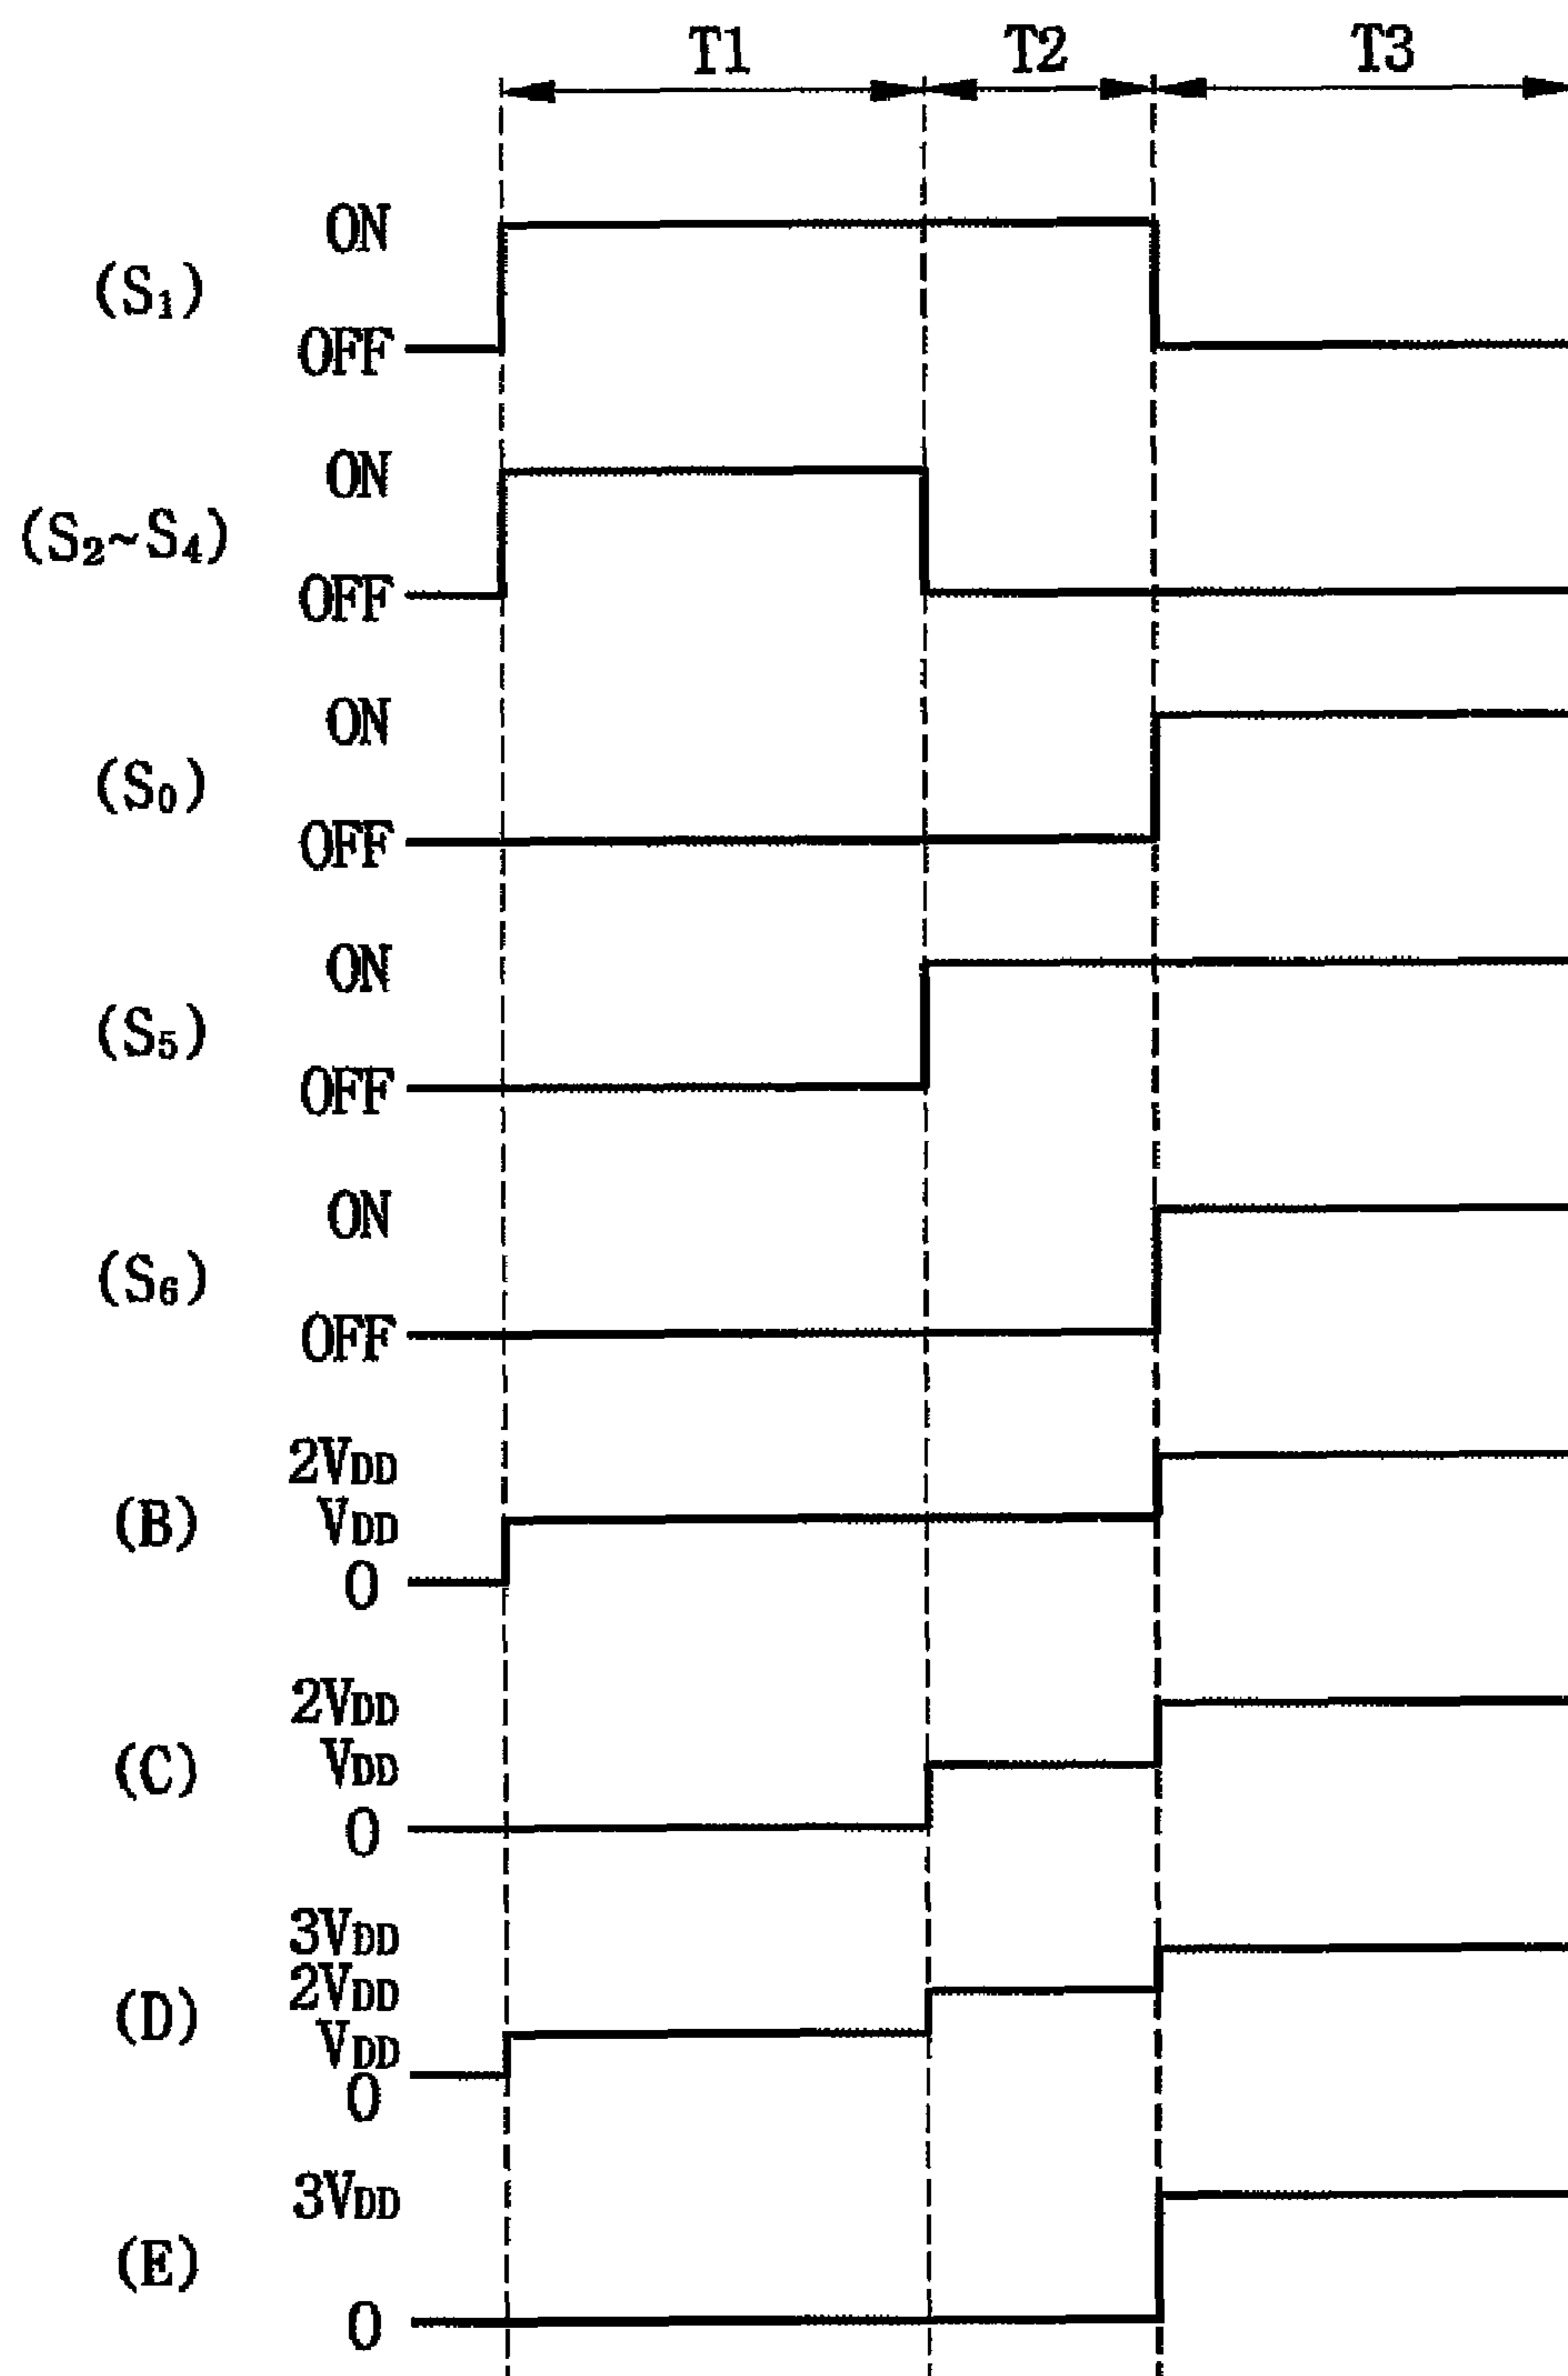 T1 T2 T3
ON
(S₁)
OFF
ON
(S₂~S₄)
OFF
ON
(S₀)
OFF
ON
(S₅)
OFF
ON
(S₆)
OFF
2VDD
(B) VDD
0
2VDD
(C) VDD
0
3VDD
2VDD
(D) VDD
0
3VDD
(E)
0